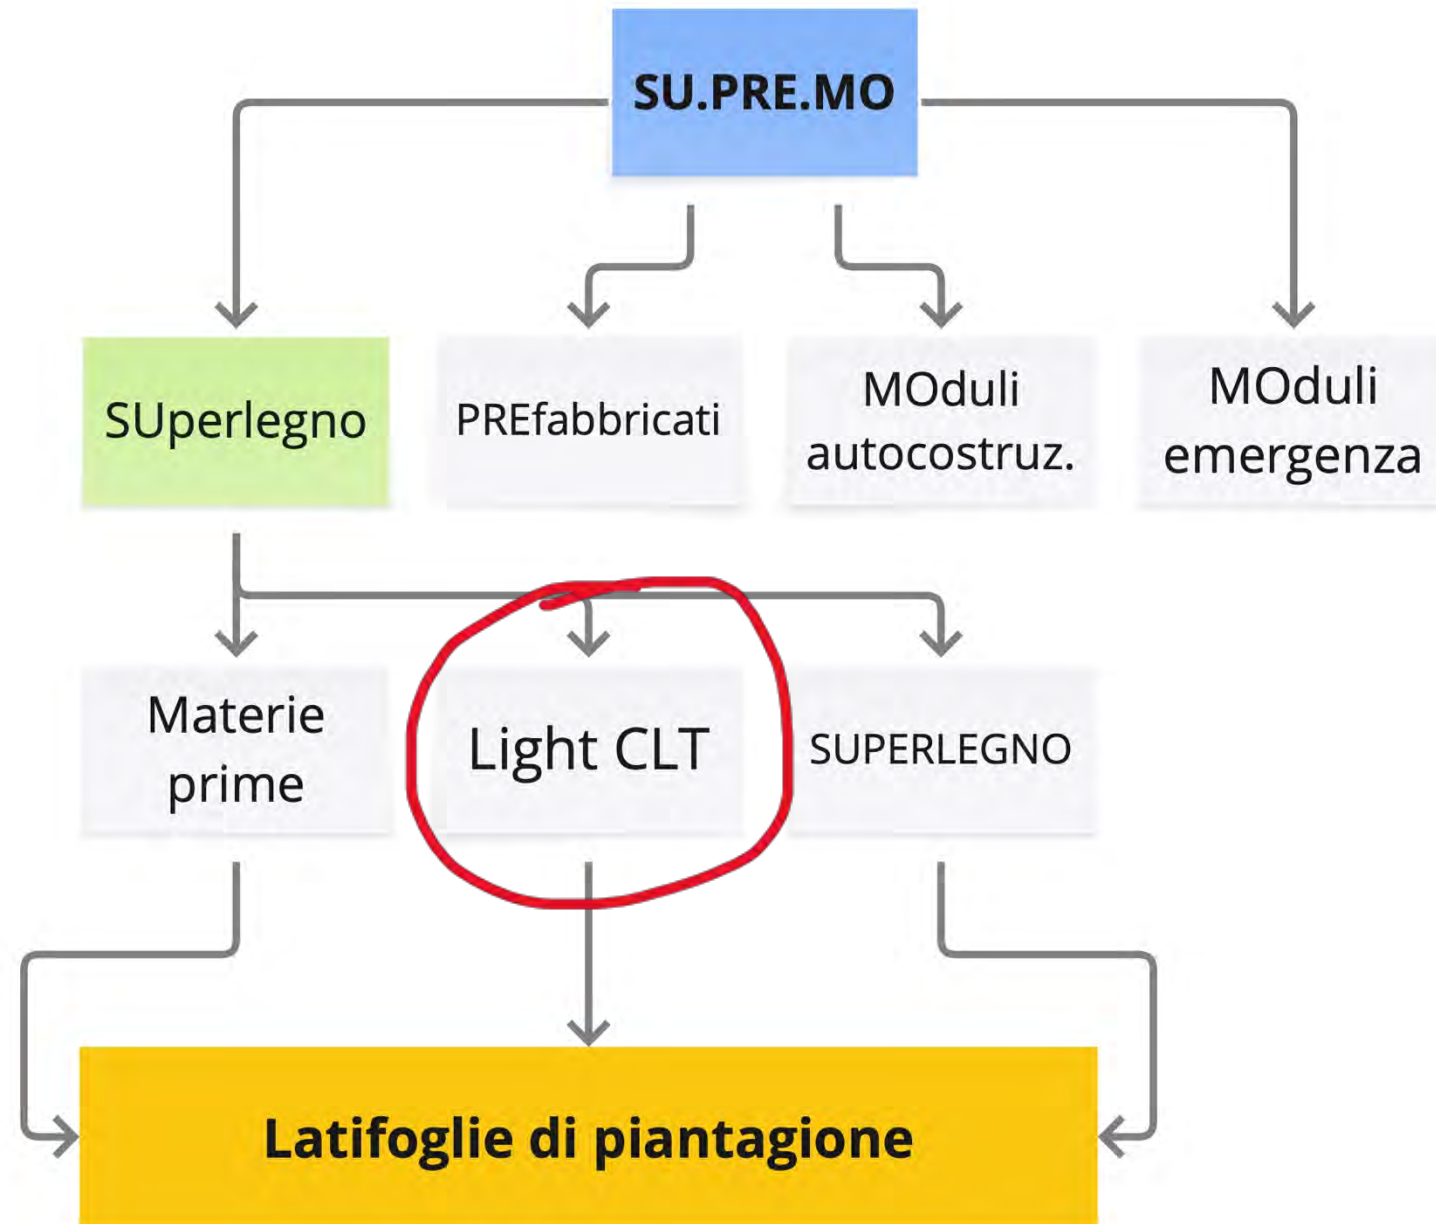 SU.PRE.MO
SUperlegno
PREfabbricati
MOduli
autocostruz.
MOduli
emergenza
Materie
prime
Light CLT
SUPERLEGNO
Latifoglie di piantagione